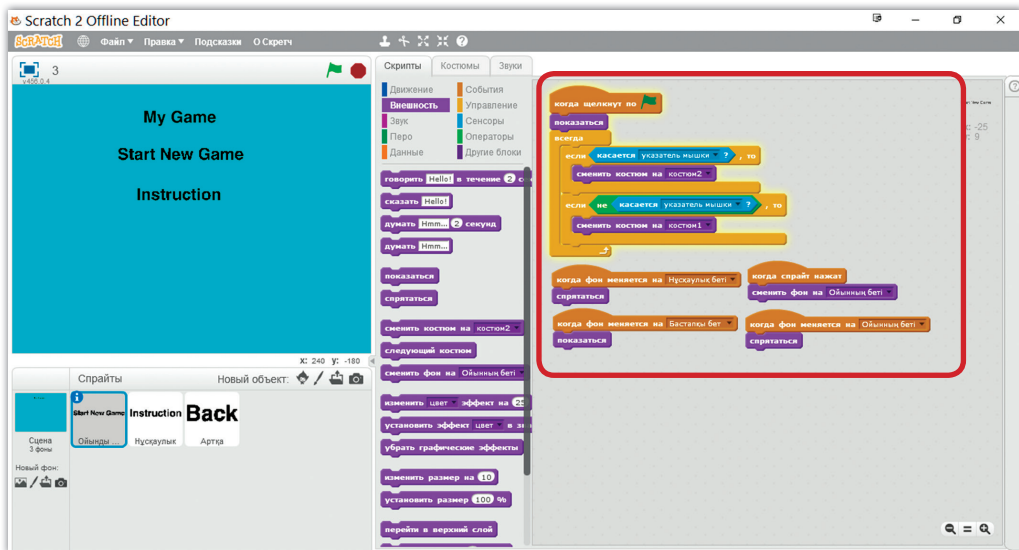 Scratch 2 Offline Editor
SCRATCH Файл Правка Подсказки О Скретч
3
v456.0.4
My Game
Start New Game
Instruction
x: 240 y: -180
Спрайты Новый объект:
Сцена
3 фоны
Новый фон:
Start New Game
Ойынды ...
Instruction
Нұсқаулық
Back
Артқа
Скрипты Костюмы Звуки
Движение События
Внешность Управление
Звук Сенсоры
Перо Операторы
Данные Другие блоки
говорить Hello! в течение 2 се
сказать Hello!
думать Hmm... 2 секунд
думать Hmm...
показаться
спрятаться
сменить костюм на костюм2
следующий костюм
сменить фон на Ойынның беті
изменить цвет эффект на 25
установить эффект цвет в зн
убрать графические эффекты
изменить размер на 10
установить размер 100 %
перейти в верхний слой
когда щелкнут по
показаться
всегда
если касается указатель мышки ? , то
сменить костюм на костюм2
если не касается указатель мышки ? , то
сменить костюм на костюм1
когда фон меняется на Нұсқаулық беті
спрятаться
когда спрайт нажат
сменить фон на Ойынның беті
когда фон меняется на Бастапқы бет
показаться
когда фон меняется на Ойынның беті
спрятаться
Start New Game
x: -25
y: 9